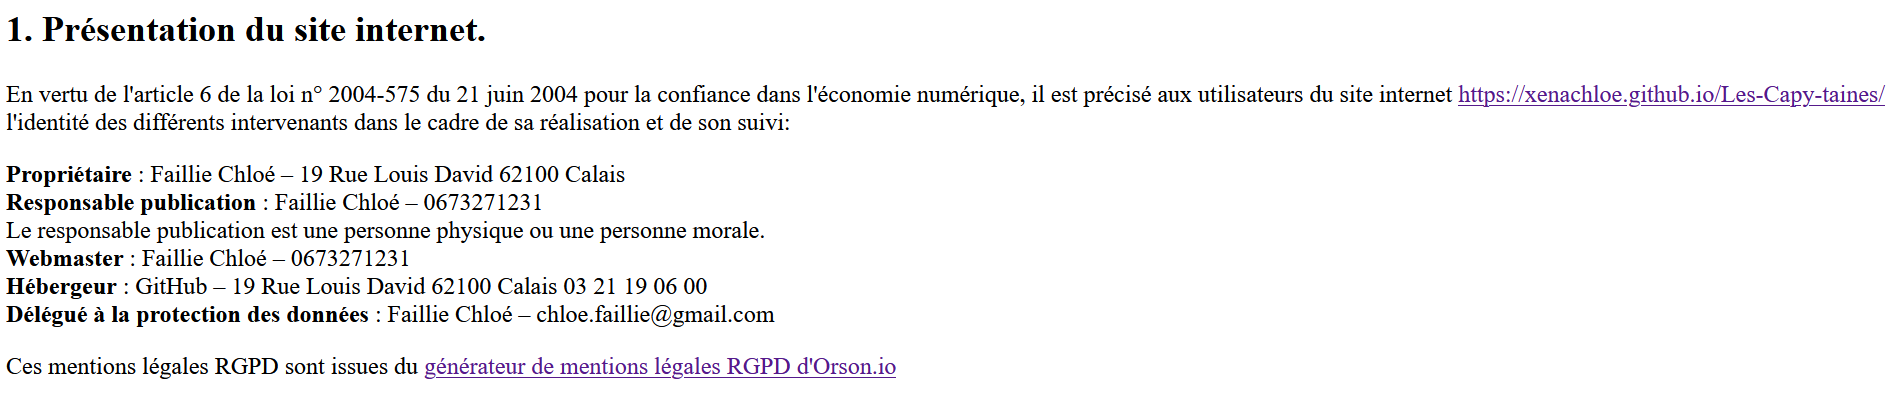 1. Présentation du site internet.
En vertu de l'article 6 de la loi n° 2004-575 du 21 juin 2004 pour la confiance dans l'économie numérique, il est précisé aux utilisateurs du site internet https://xenachloe.github.io/Les-Capy-taines/
l'identité des différents intervenants dans le cadre de sa réalisation et de son suivi:
Propriétaire : Faillie Chloé – 19 Rue Louis David 62100 Calais
Responsable publication : Faillie Chloé – 0673271231
Le responsable publication est une personne physique ou une personne morale.
Webmaster : Faillie Chloé – 0673271231
Hébergeur : GitHub – 19 Rue Louis David 62100 Calais 03 21 19 06 00
Délégué à la protection des données : Faillie Chloé – chloe.faillie@gmail.com
Ces mentions légales RGPD sont issues du générateur de mentions légales RGPD d'Orson.io